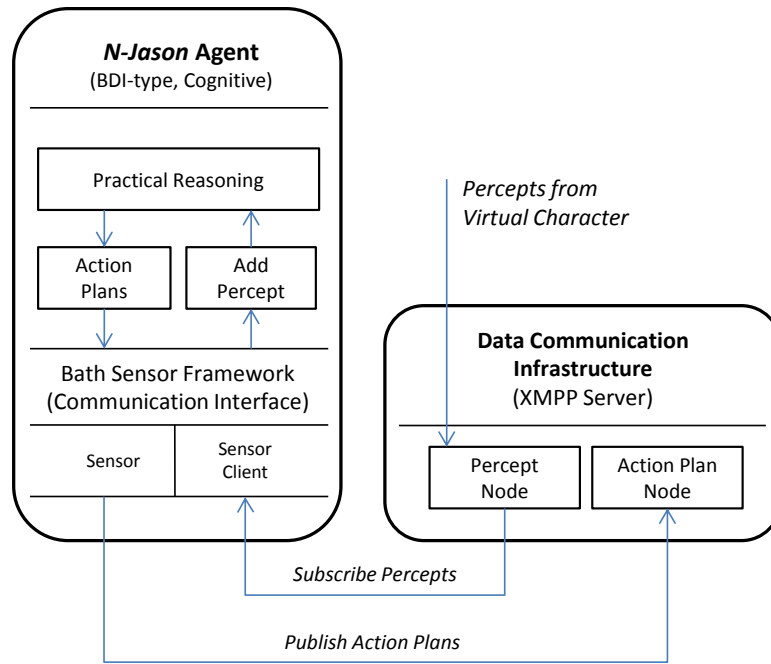 N-Jason Agent
(BDI-type, Cognitive)
Practical Reasoning
Action
Plans
Add
Percept
Bath Sensor Framework
(Communication Interface)
Sensor
Sensor
Client
Percepts from
Virtual Character
Data Communication
Infrastructure
(XMPP Server)
Percept
Node
Action Plan
Node
Subscribe Percepts
Publish Action Plans